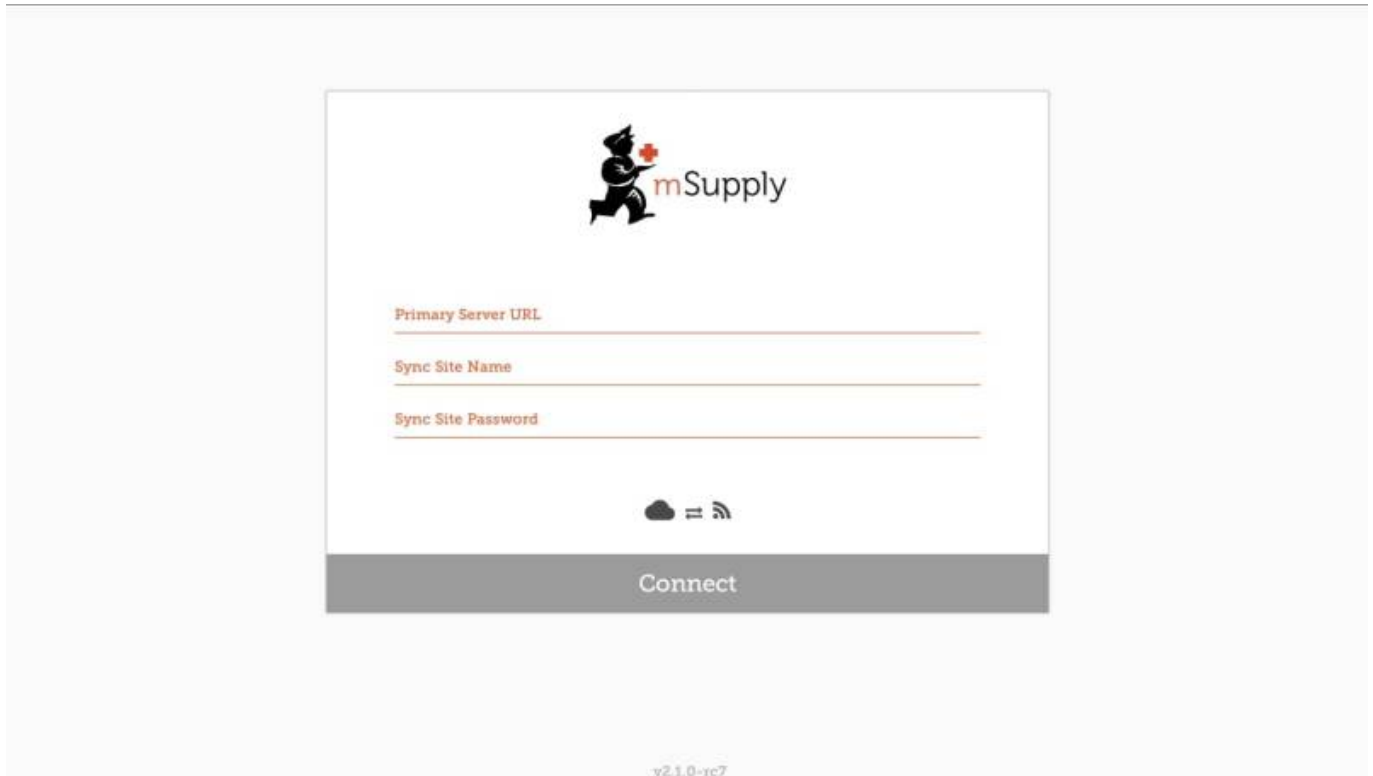 mSupply
Primary Server URL
Sync Site Name
Sync Site Password
Connect
v2.1.0-rc7